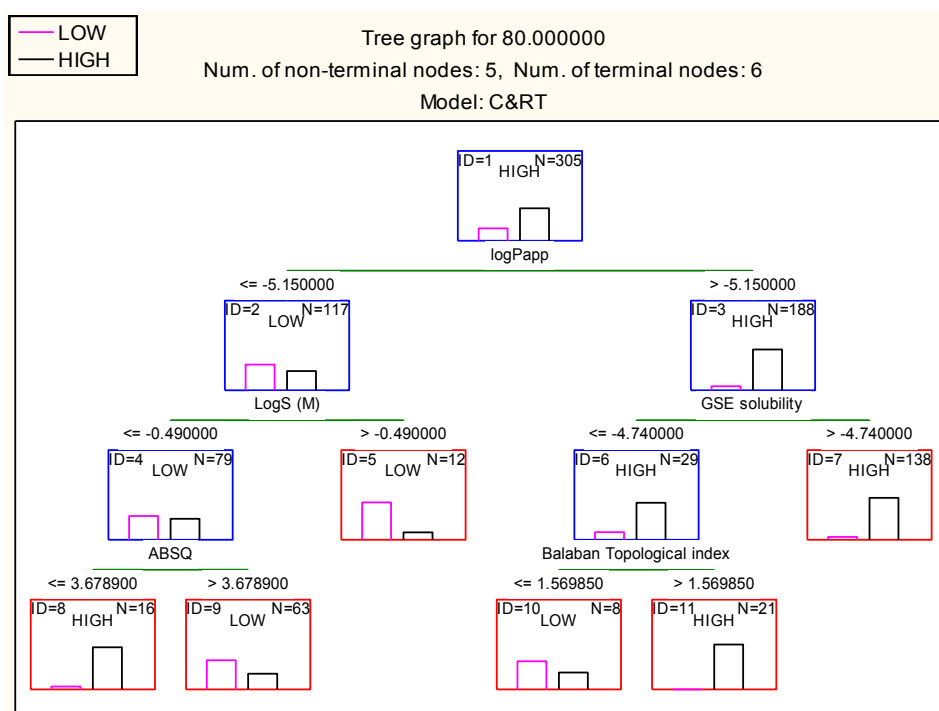 LOW
HIGH
Tree graph for 80.000000
Num. of non-terminal nodes: 5, Num. of terminal nodes: 6
Model: C&RT
ID=1 N=305
HIGH
logPapp
<= -5.150000 > -5.150000
ID=2 N=117 ID=3 N=188
LOW HIGH
LogS (M) GSE solubility
<= -0.490000 > -0.490000 <= -4.740000 > -4.740000
ID=4 N=79 ID=5 N=12 ID=6 N=29 ID=7 N=138
LOW LOW HIGH HIGH
ABSQ Balaban Topological index
<= 3.678900 > 3.678900 <= 1.569850 > 1.569850
ID=8 N=16 ID=9 N=63 ID=10 N=8 ID=11 N=21
HIGH LOW LOW HIGH